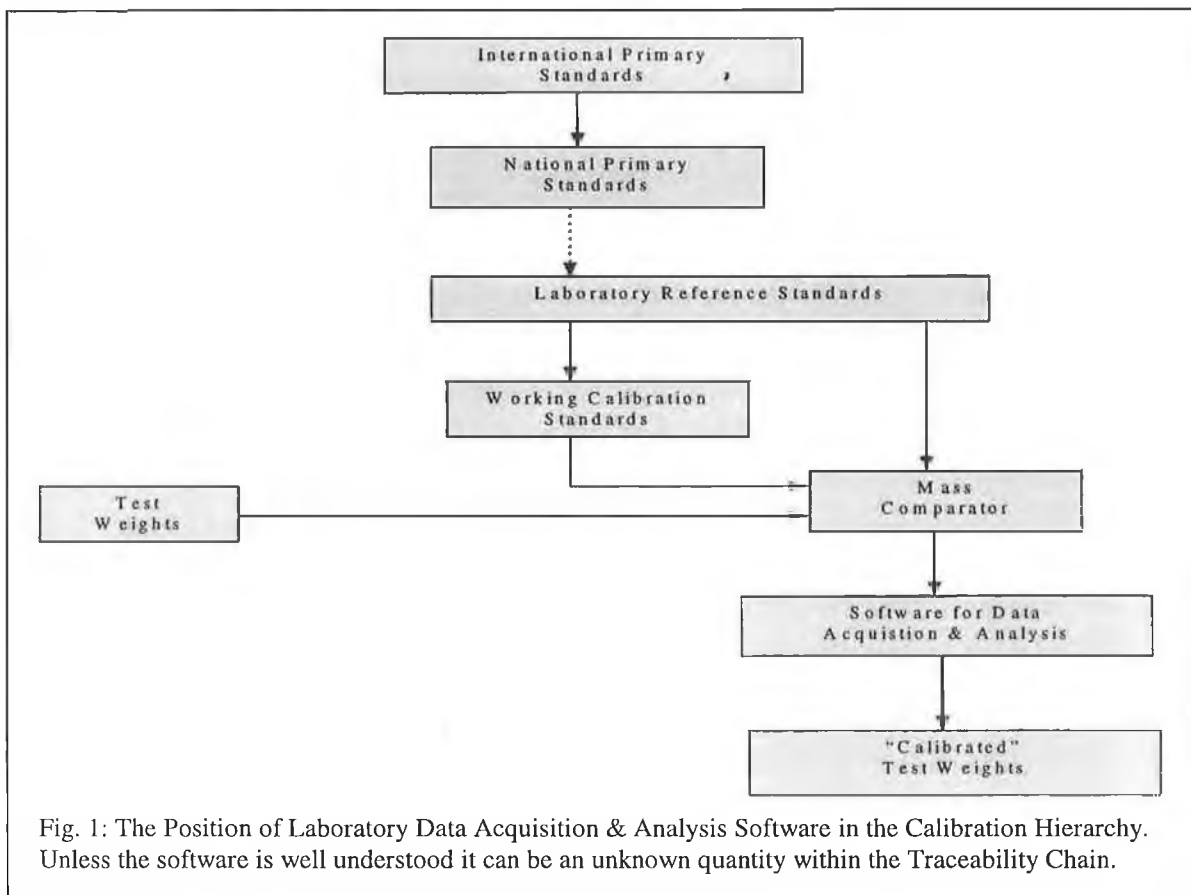 International Primary
Standards
National Primary
Standards
Laboratory Reference Standards
Working Calibration
Standards
Test
Weights
Mass
Comparator
Software for Data
Acquistion & Analysis
"Calibrated"
Test Weights
Fig. 1: The Position of Laboratory Data Acquisition & Analysis Software in the Calibration Hierarchy.
Unless the software is well understood it can be an unknown quantity within the Traceability Chain.